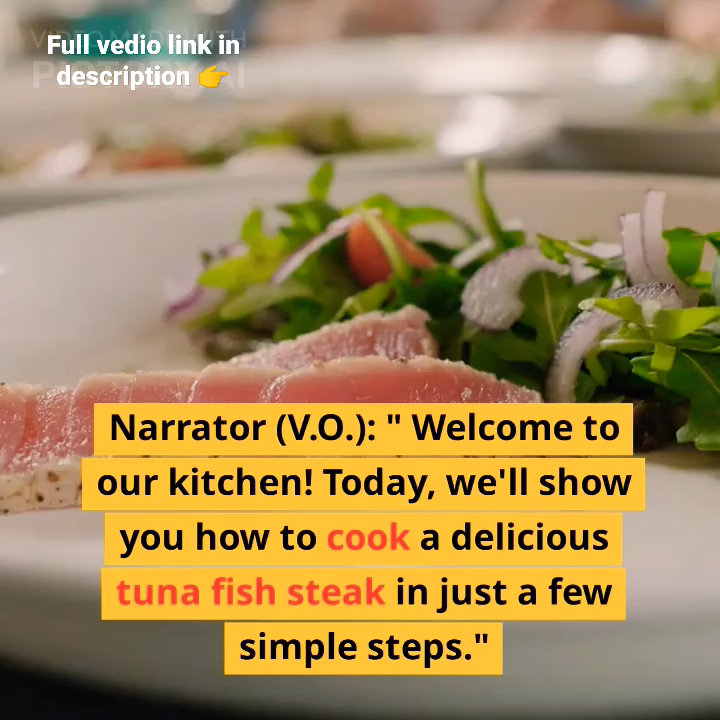 Full vedio link in
description 👉
Narrator (V.O.): " Welcome to
our kitchen! Today, we'll show
you how to cook a delicious
tuna fish steak in just a few
simple steps."